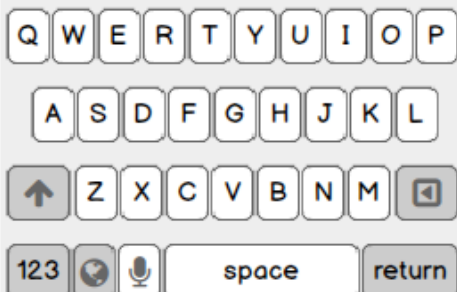 Q W E R T Y U I O P
A S D F G H J K L
Z X C V B N M
123 space return